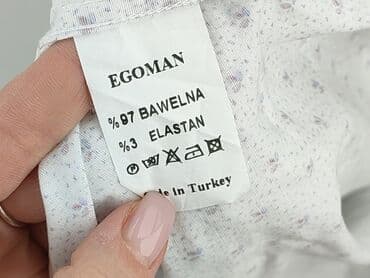 EGOMAN
%97 BAWELNA
%3 ELASTAN
in Turkey